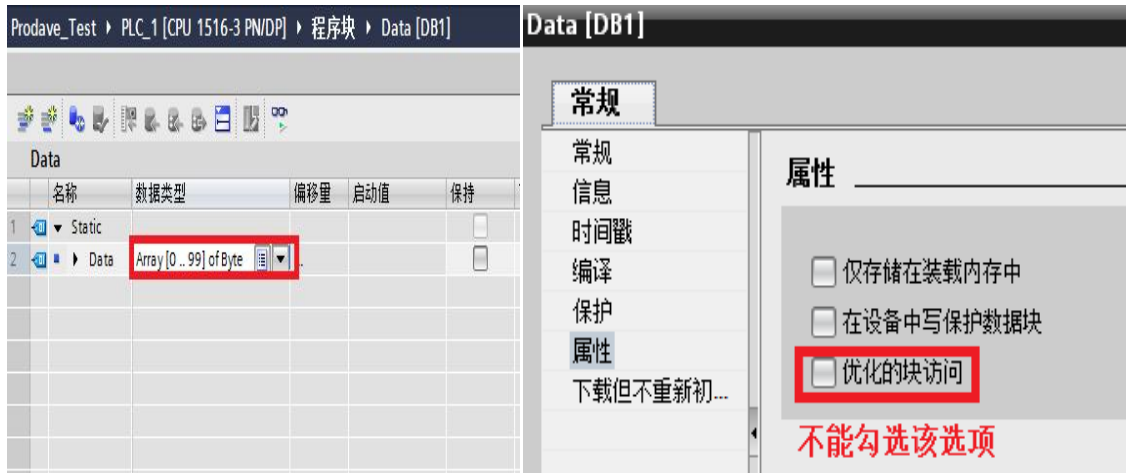 Prodave_Test ▸ PLC_1 [CPU 1516-3 PN/DP] ▸ 程序块 ▸ Data [DB1]
Data
名称 数据类型 偏移量 启动值 保持
1 ▼ Static
2 ▸ Data Array [0 .. 99] of Byte ...
Data [DB1]
常规
常规
信息
时间戳
编译
保护
属性
下载但不重新初...
属性
仅存储在装载内存中
在设备中写保护数据块
优化的块访问
不能勾选该选项